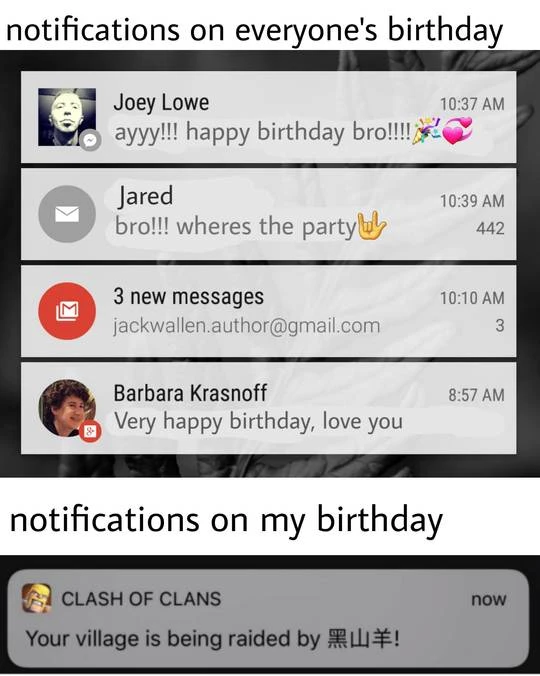 notifications on everyone's birthday
Joey Lowe 10:37 AM
ayyy!!! happy birthday bro!!!!🎉💞
Jared 10:39 AM
bro!!! wheres the party🤟 442
3 new messages 10:10 AM
jackwallen.author@gmail.com 3
Barbara Krasnoff 8:57 AM
Very happy birthday, love you
notifications on my birthday
CLASH OF CLANS now
Your village is being raided by 黑山羊!